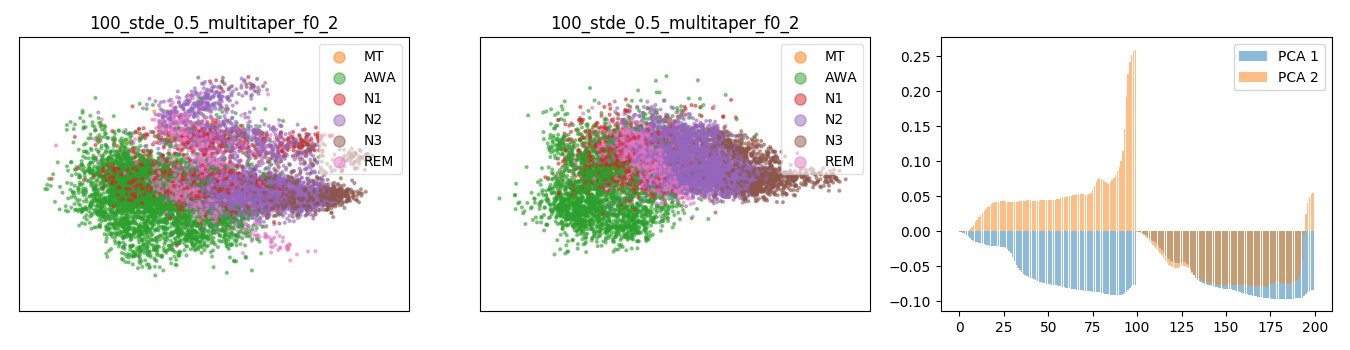 100_stde_0.5_multitaper_f0_2
MT
AWA
N1
N2
N3
REM
100_stde_0.5_multitaper_f0_2
MT
AWA
N1
N2
N3
REM
PCA 1
PCA 2
0.25
0.20
0.15
0.10
0.05
0.00
−0.05
−0.10
0 25 50 75 100 125 150 175 200